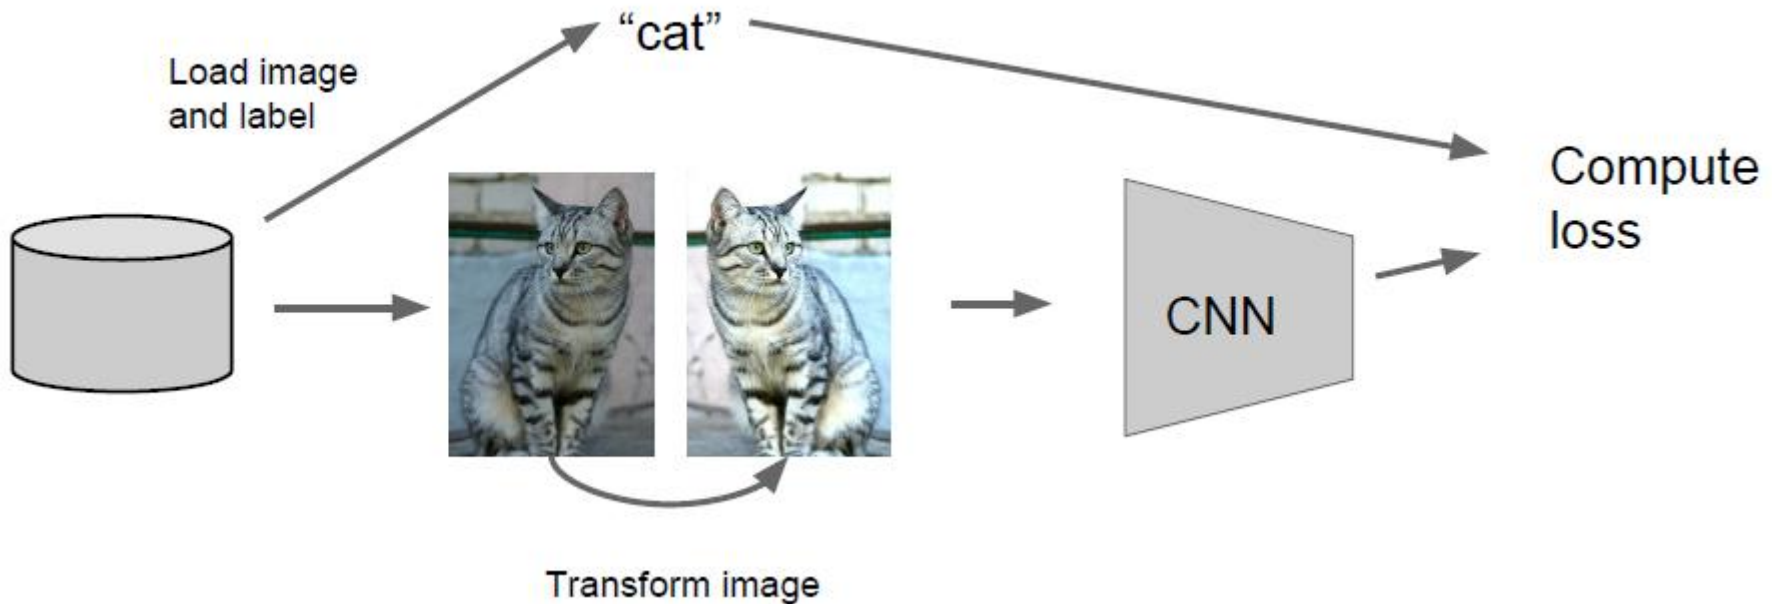 “cat”
Load image
and label
Compute
loss
CNN
Transform image